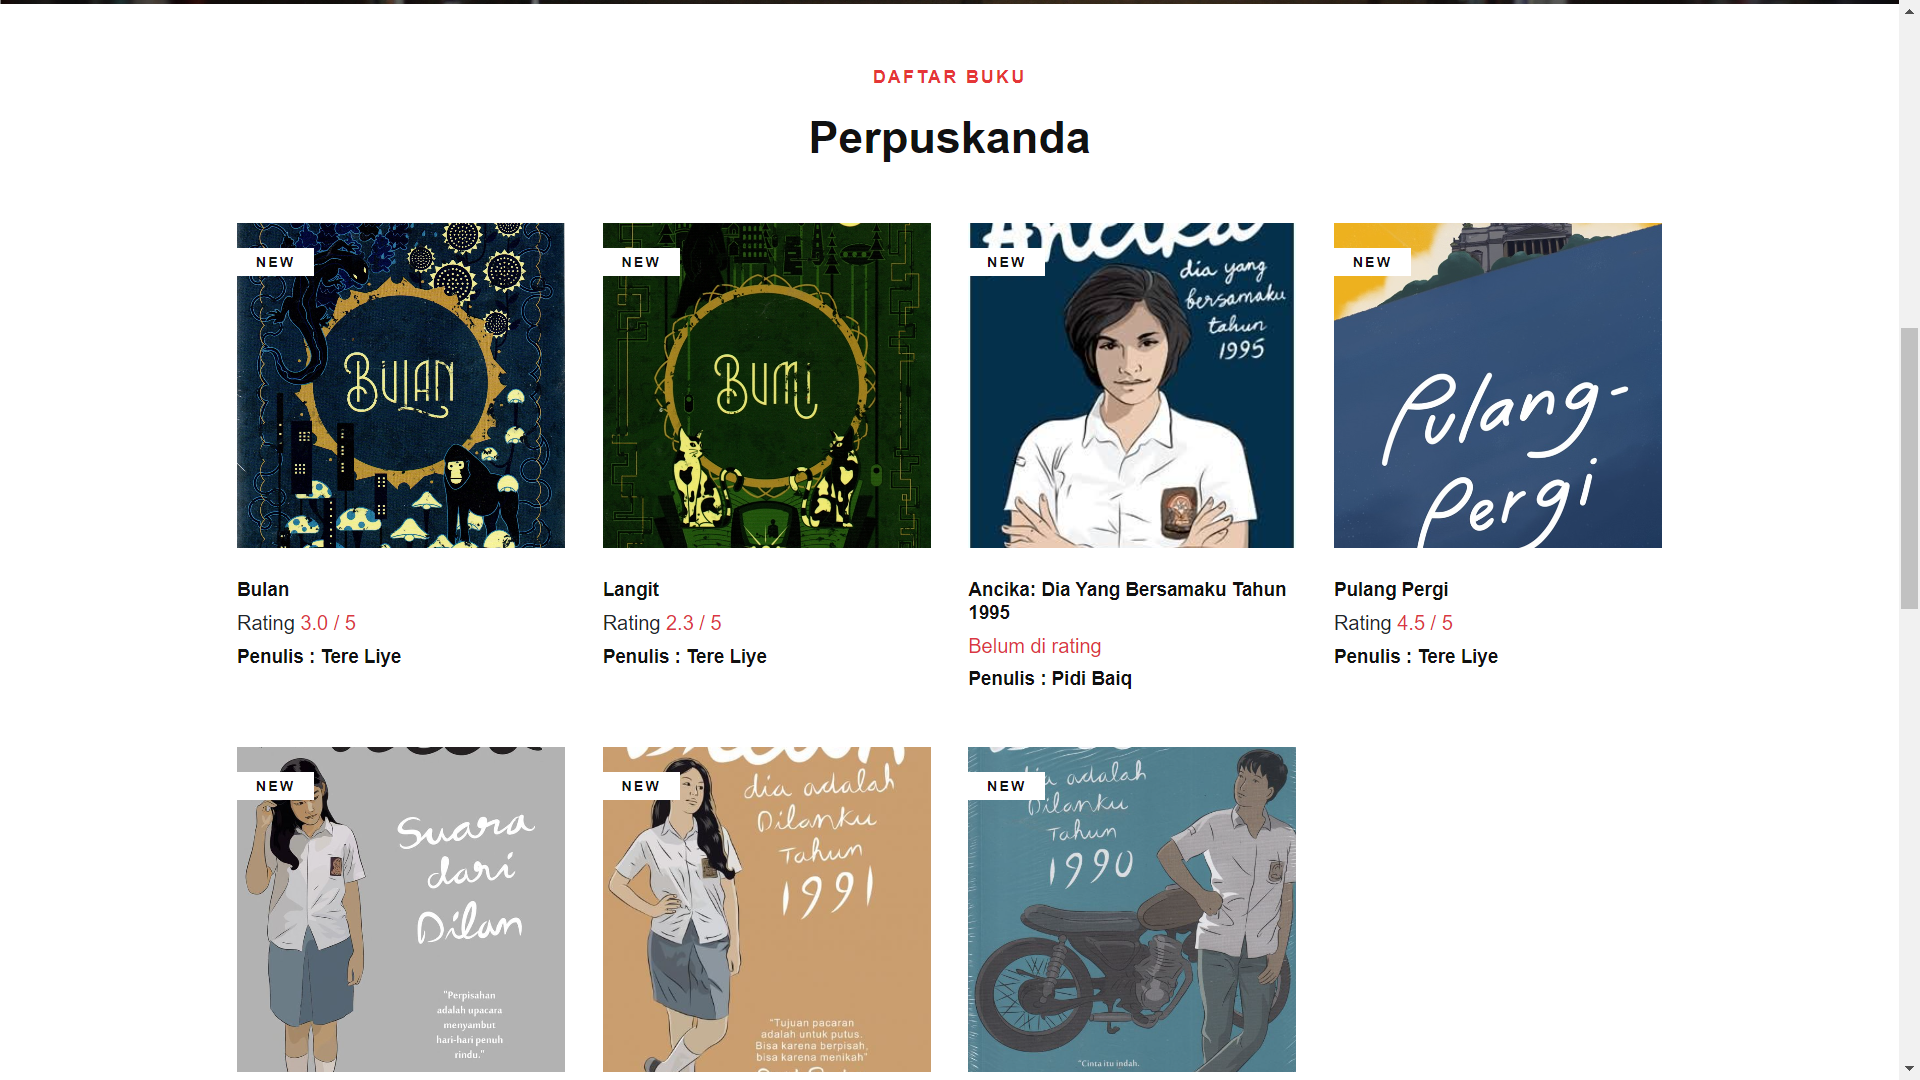 DAFTAR BUKU
Perpuskanda
NEW
BULAN
Bulan
Rating 3.0 / 5
Penulis : Tere Liye
NEW
BUMI
Langit
Rating 2.3 / 5
Penulis : Tere Liye
Ancika
NEW
dia yang
bersamaku
tahun
1995
Ancika: Dia Yang Bersamaku Tahun
1995
Belum di rating
Penulis : Pidi Baiq
NEW
Pulang-
Pergi
Pulang Pergi
Rating 4.5 / 5
Penulis : Tere Liye
NEW
Suara
dari
Dilan
"Perpisahan
adalah upacara
menyambut
hari-hari penuh
rindu."
NEW
dia adalah
Dilanku
Tahun
1991
"Tujuan pacaran
adalah untuk putus.
Bisa karena berpisah,
bisa karena menikah"
NEW
dia adalah
Dilanku
Tahun
1990
"Cinta itu indah.